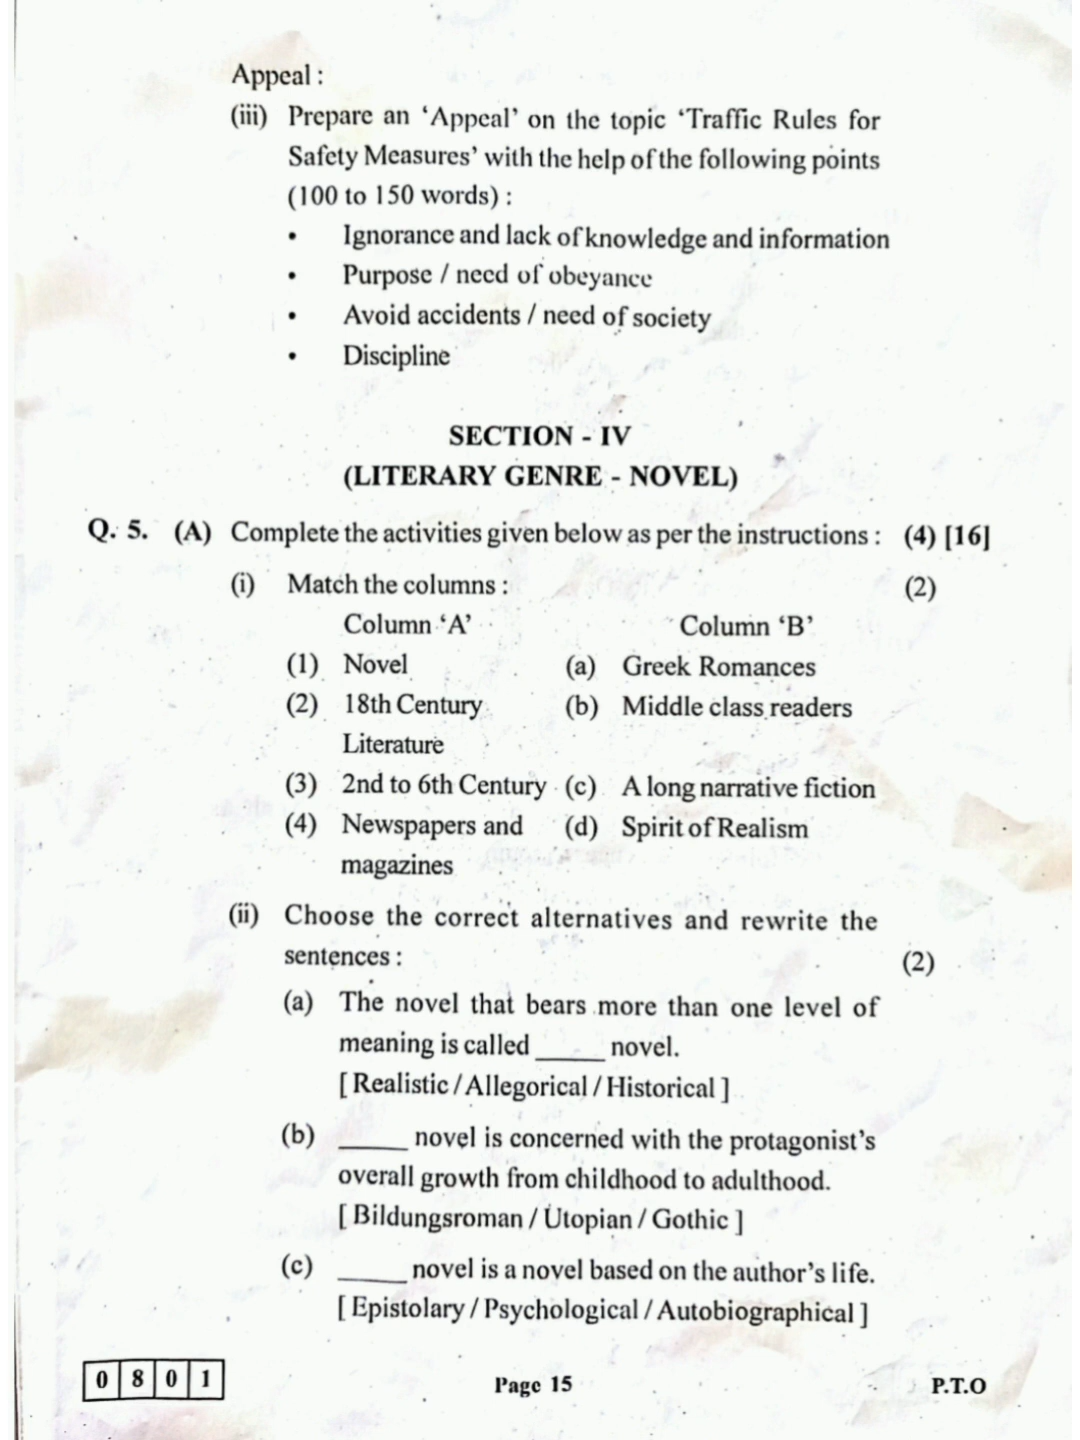 Appeal :
(iii) Prepare an ‘Appeal’ on the topic ‘Traffic Rules for
Safety Measures’ with the help of the following points
(100 to 150 words) :
• Ignorance and lack of knowledge and information
• Purpose / need of obeyance
• Avoid accidents / need of society
• Discipline
SECTION - IV
(LITERARY GENRE - NOVEL)
Q. 5. (A) Complete the activities given below as per the instructions : (4) [16]
(i) Match the columns : (2)
Column ‘A’ Column ‘B’
(1) Novel (a) Greek Romances
(2) 18th Century (b) Middle class readers
Literature
(3) 2nd to 6th Century (c) A long narrative fiction
(4) Newspapers and (d) Spirit of Realism
magazines
(ii) Choose the correct alternatives and rewrite the
sentences : (2)
(a) The novel that bears more than one level of
meaning is called _____ novel.
[ Realistic / Allegorical / Historical ]
(b) _____ novel is concerned with the protagonist’s
overall growth from childhood to adulthood.
[ Bildungsroman / Utopian / Gothic ]
(c) _____ novel is a novel based on the author’s life.
[ Epistolary / Psychological / Autobiographical ]
0 8 0 1 Page 15 P.T.O